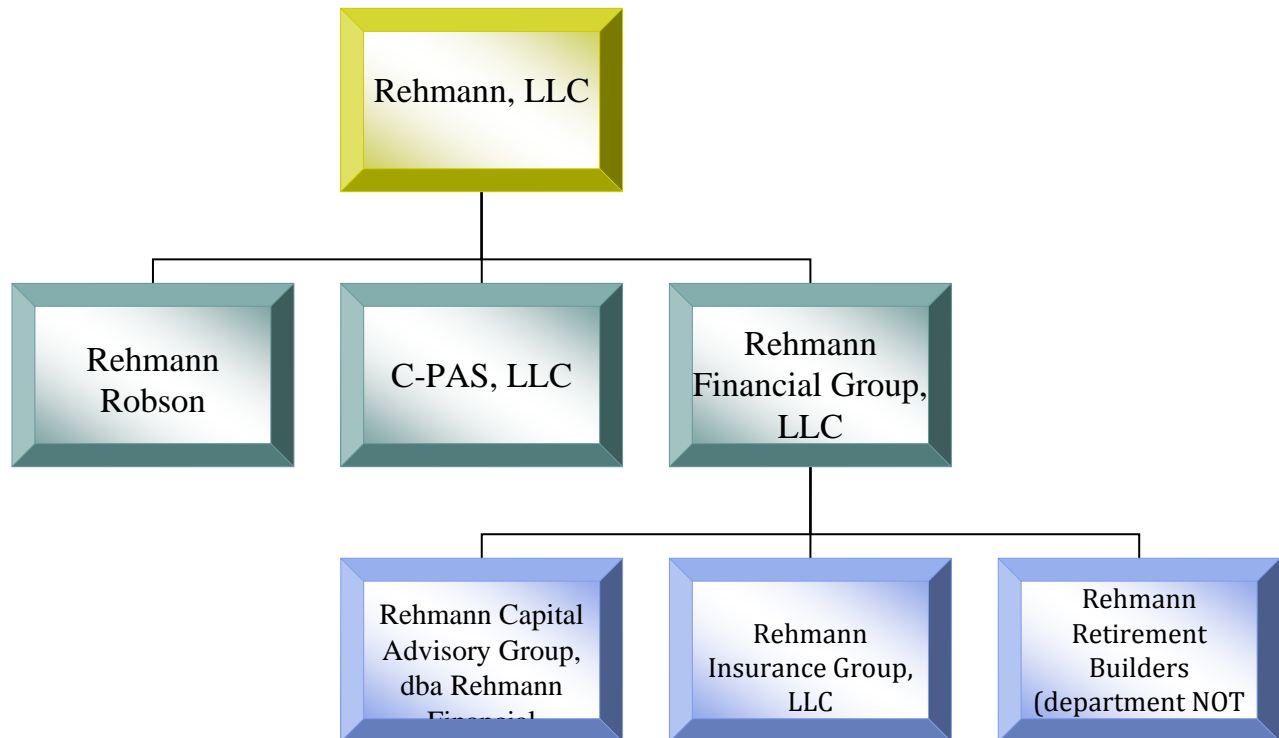 Rehmann, LLC
Rehmann
Robson
C-PAS, LLC
Rehmann
Financial Group,
LLC
Rehmann Capital
Advisory Group,
dba Rehmann
Financial
Rehmann
Insurance Group,
LLC
Rehmann
Retirement
Builders
(department NOT